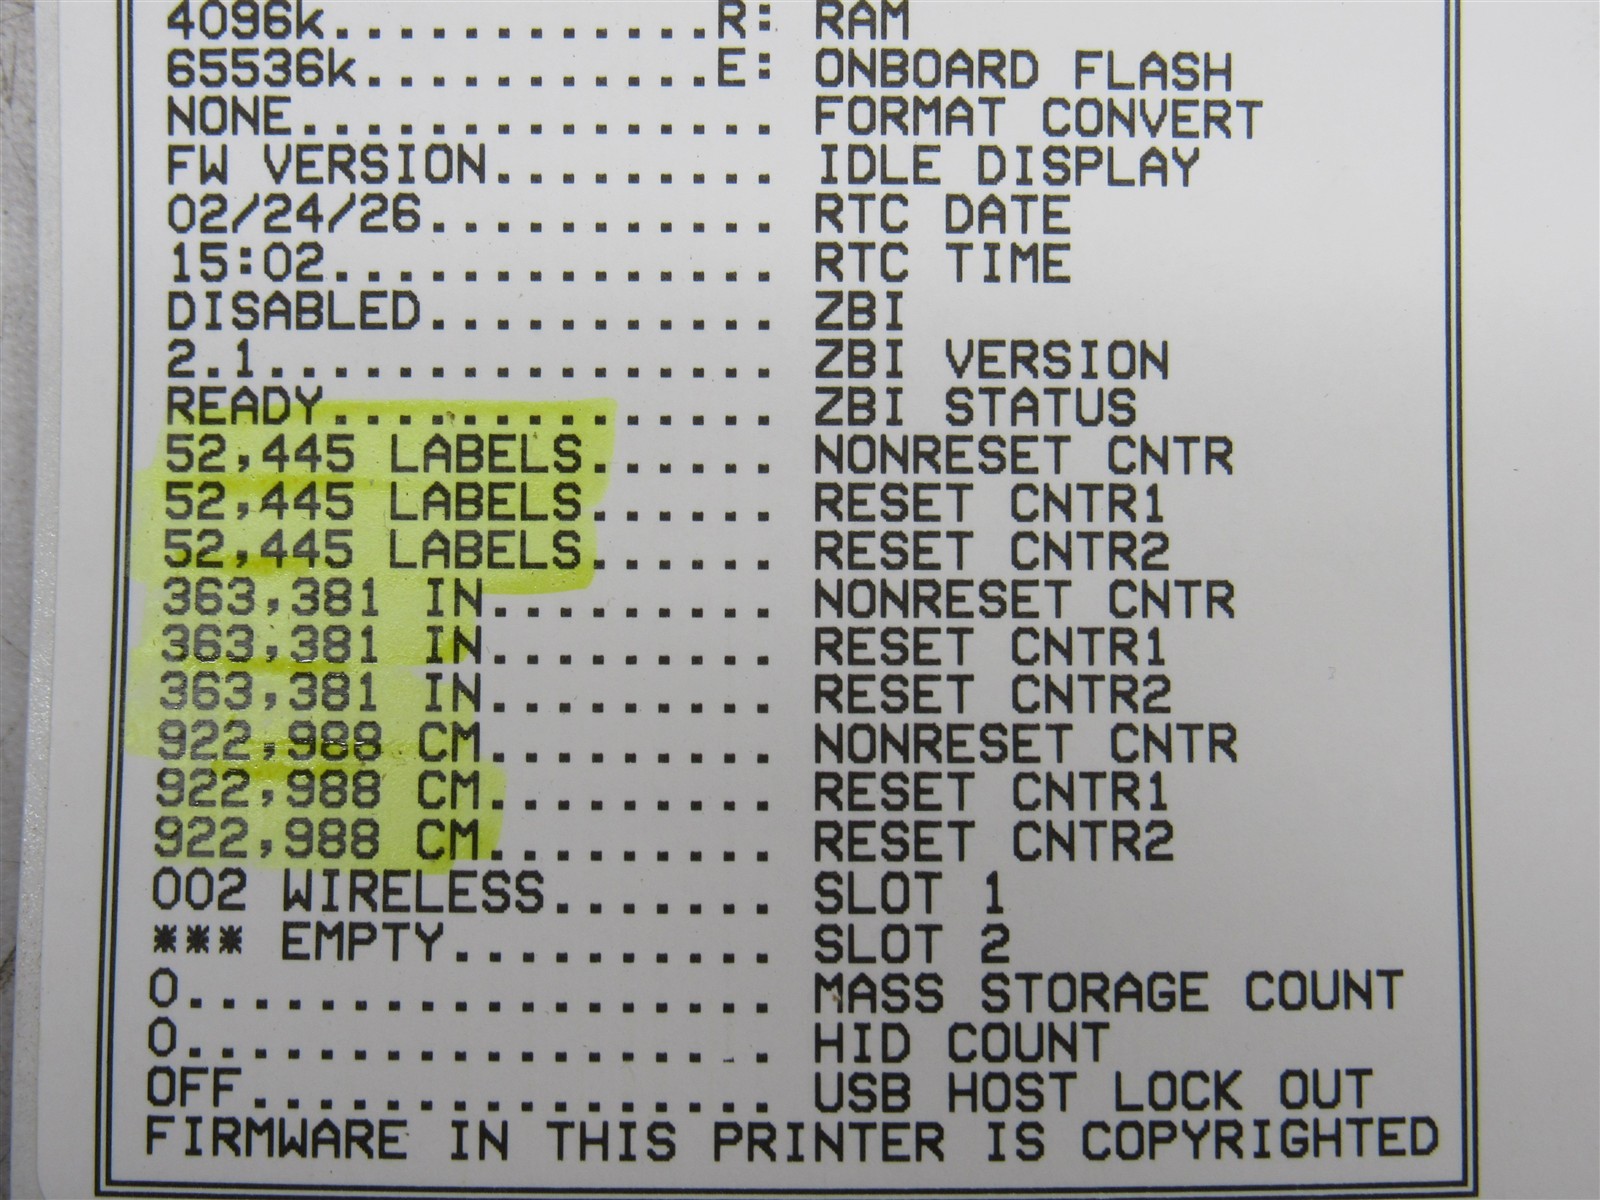 4096k............R: RAM
65536k...........E: ONBOARD FLASH
NONE............... FORMAT CONVERT
FW VERSION......... IDLE DISPLAY
02/24/26........... RTC DATE
15:02.............. RTC TIME
DISABLED........... ZBI
2.1................ ZBI VERSION
READY.............. ZBI STATUS
52,445 LABELS...... NONRESET CNTR
52,445 LABELS...... RESET CNTR1
52,445 LABELS...... RESET CNTR2
363,381 IN......... NONRESET CNTR
363,381 IN......... RESET CNTR1
363,381 IN......... RESET CNTR2
922,988 CM......... NONRESET CNTR
922,988 CM......... RESET CNTR1
922,988 CM......... RESET CNTR2
002 WIRELESS....... SLOT 1
*** EMPTY.......... SLOT 2
0.................. MASS STORAGE COUNT
0.................. HID COUNT
OFF................ USB HOST LOCK OUT
FIRMWARE IN THIS PRINTER IS COPYRIGHTED